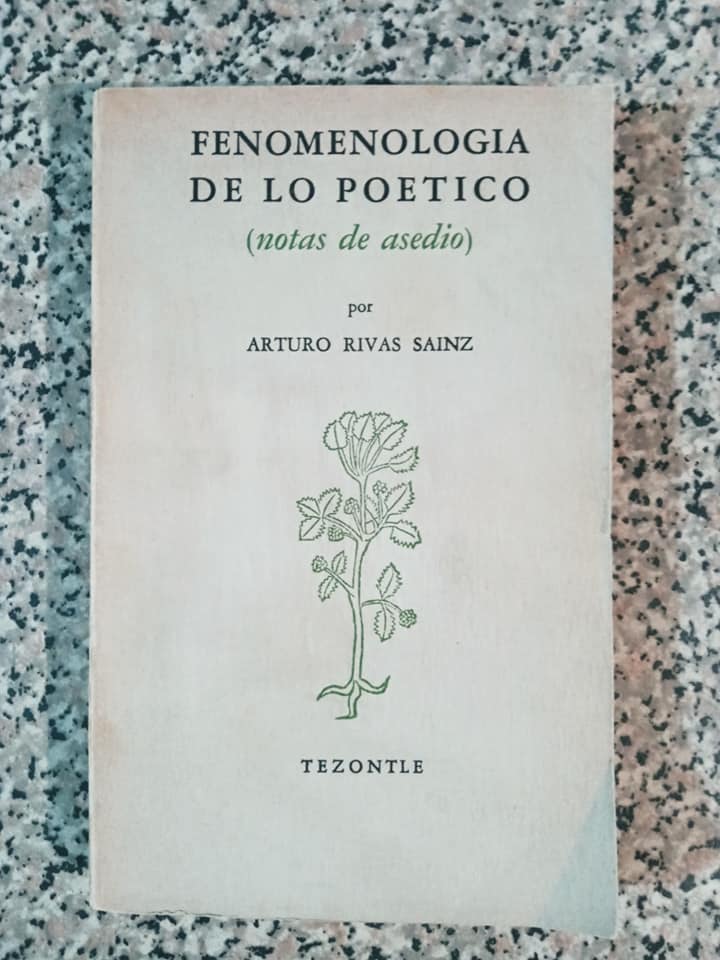 FENOMENOLOGIA
DE LO POETICO
(notas de asedio)
por
ARTURO RIVAS SAINZ
TEZONTLE